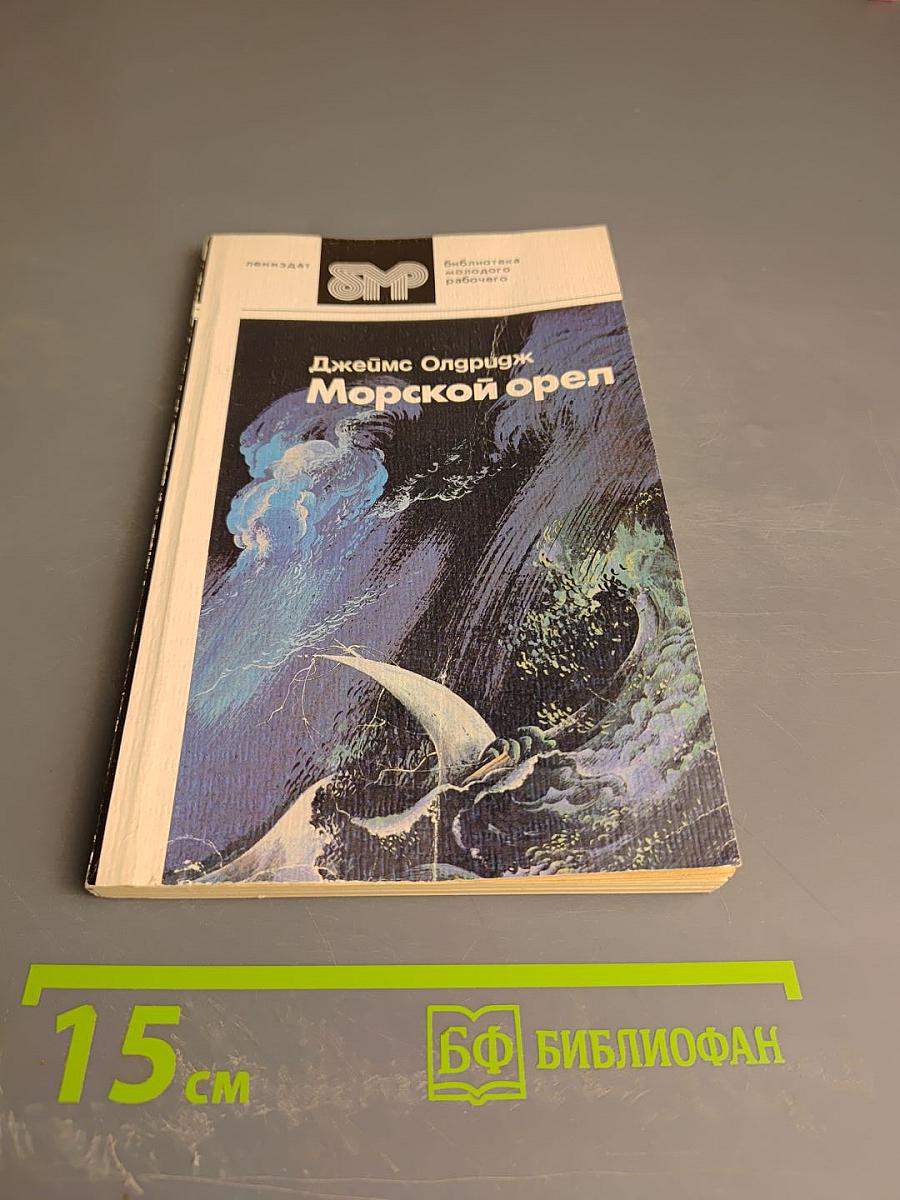 лениздат
БМР
библиотека
молодого
рабочего
Джеймс Олдридж
Морской орел
15 см
БФ БИБЛИОФАН